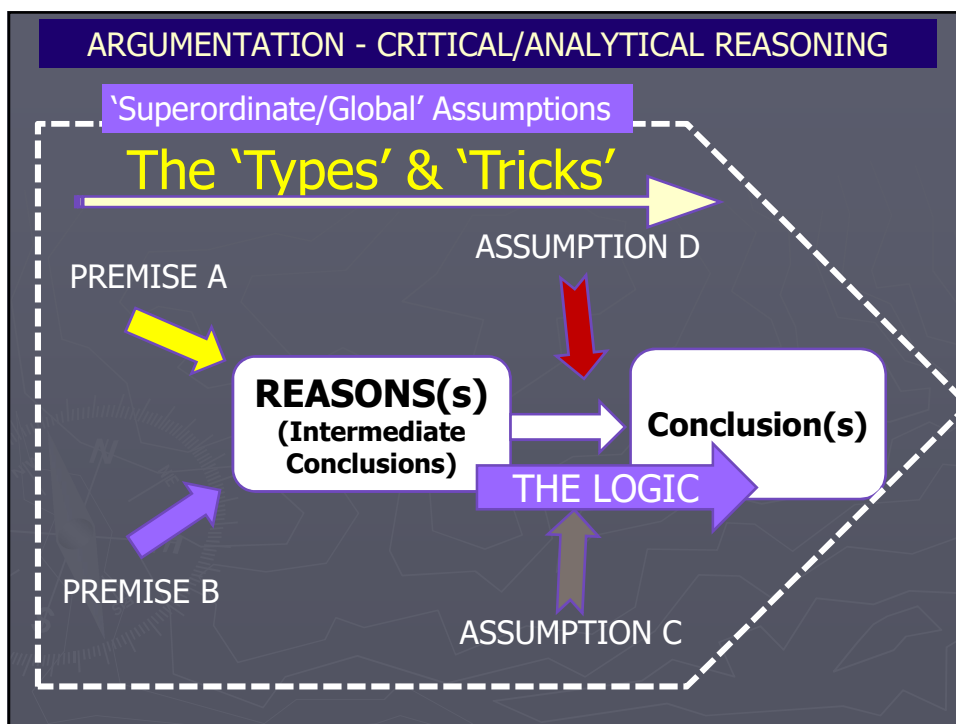 ARGUMENTATION - CRITICAL/ANALYTICAL REASONING
‘Superordinate/Global’ Assumptions
The ‘Types’ & ‘Tricks’
ASSUMPTION D
PREMISE A
REASONS(s)
(Intermediate
Conclusions)
Conclusion(s)
THE LOGIC
PREMISE B
ASSUMPTION C